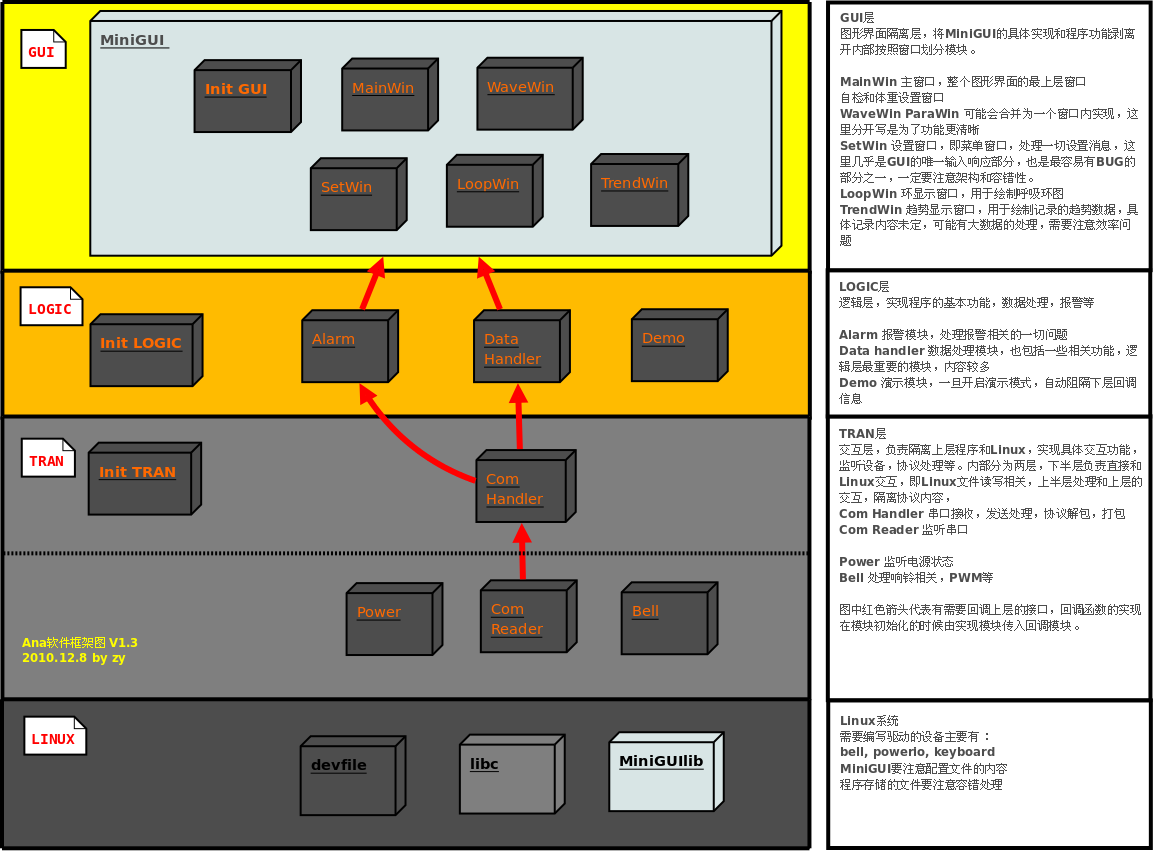 GUI
MiniGUI
Init GUI
MainWin
WaveWin
SetWin
LoopWin
TrendWin
LOGIC
Init LOGIC
Alarm
Data
Handler
Demo
TRAN
Init TRAN
Com
Handler
Power
Com
Reader
Bell
Ana软件框架图 V1.3
2010.12.8 by zy
LINUX
devfile
libc
MiniGUIlib
GUI层
图形界面隔离层，将MiniGUI的具体实现和程序功能剥离
开内部按照窗口划分模块。
MainWin 主窗口，整个图形界面的最上层窗口
自检和体重设置窗口
WaveWin ParaWin 可能会合并为一个窗口内实现，这
里分开写是为了功能更清晰
SetWin 设置窗口，即菜单窗口，处理一切设置消息，这
里几乎是GUI的唯一输入响应部分，也是最容易有BUG的
部分之一，一定要注意架构和容错性。
LoopWin 环显示窗口，用于绘制呼吸环图
TrendWin 趋势显示窗口，用于绘制记录的趋势数据，具
体记录内容未定，可能有大数据的处理，需要注意效率问
题
LOGIC层
逻辑层，实现程序的基本功能，数据处理，报警等
Alarm 报警模块，处理报警相关的一切问题
Data handler 数据处理模块，也包括一些相关功能，逻
辑层最重要的模块，内容较多
Demo 演示模块，一旦开启演示模式，自动阻隔下层回调
信息
TRAN层
交互层，负责隔离上层程序和Linux，实现具体交互功能，
监听设备，协议处理等。内部分为两层，下半层负责直接和
Linux交互，即Linux文件读写相关，上半层处理和上层的
交互，隔离协议内容，
Com Handler 串口接收，发送处理，协议解包，打包
Com Reader 监听串口
Power 监听电源状态
Bell 处理响铃相关，PWM等
图中红色箭头代表有需要回调上层的接口，回调函数的实现
在模块初始化的时候由实现模块传入回调模块。
Linux系统
需要编写驱动的设备主要有：
bell, powerio, keyboard
MiniGUI要注意配置文件的内容
程序存储的文件要注意容错处理